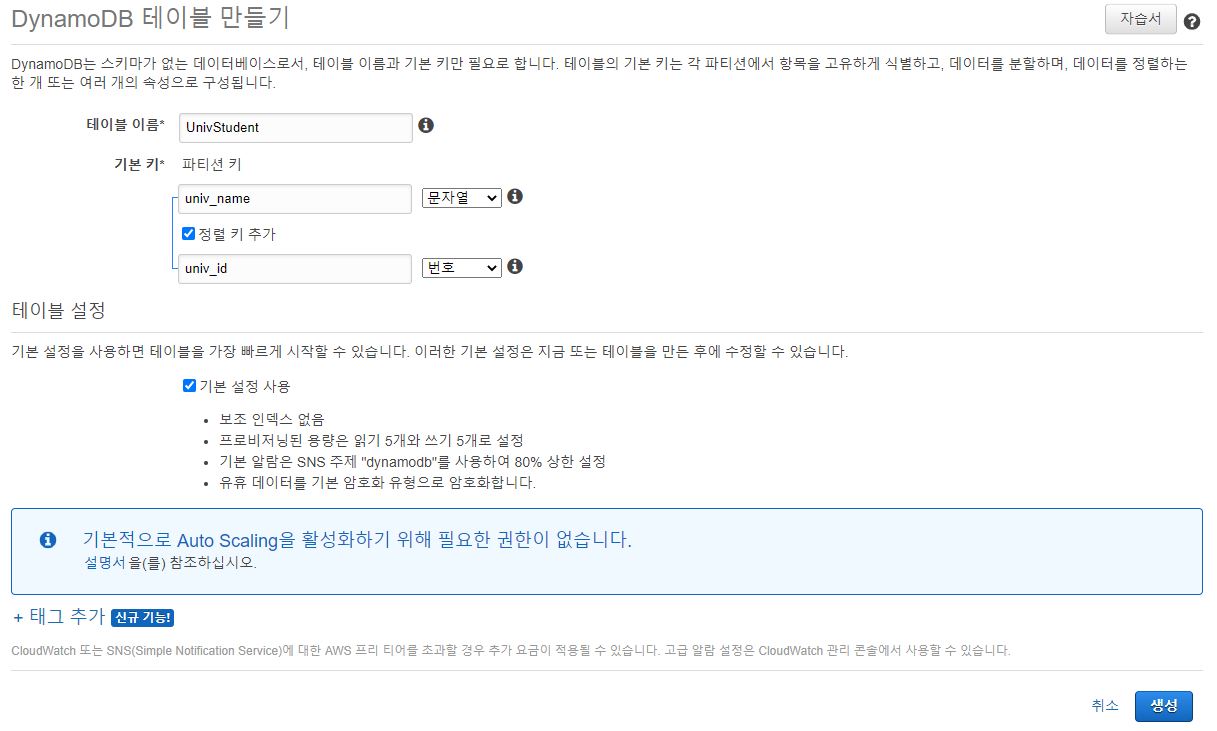 DynamoDB 테이블 만들기
자습서
DynamoDB는 스키마가 없는 데이터베이스로서, 테이블 이름과 기본 키만 필요로 합니다. 테이블의 기본 키는 각 파티션에서 항목을 고유하게 식별하고, 데이터를 분할하며, 데이터를 정렬하는
한 개 또는 여러 개의 속성으로 구성됩니다.
테이블 이름* UnivStudent
기본 키* 파티션 키
univ_name 문자열
정렬 키 추가
univ_id 번호
테이블 설정
기본 설정을 사용하면 테이블을 가장 빠르게 시작할 수 있습니다. 이러한 기본 설정은 지금 또는 테이블을 만든 후에 수정할 수 있습니다.
기본 설정 사용
• 보조 인덱스 없음
• 프로비저닝된 용량은 읽기 5개와 쓰기 5개로 설정
• 기본 알람은 SNS 주제 "dynamodb"를 사용하여 80% 상한 설정
• 유휴 데이터를 기본 암호화 유형으로 암호화합니다.
기본적으로 Auto Scaling을 활성화하기 위해 필요한 권한이 없습니다.
설명서 을(를) 참조하십시오.
+ 태그 추가 신규 기능!
CloudWatch 또는 SNS(Simple Notification Service)에 대한 AWS 프리 티어를 초과할 경우 추가 요금이 적용될 수 있습니다. 고급 알람 설정은 CloudWatch 관리 콘솔에서 사용할 수 있습니다.
취소 생성